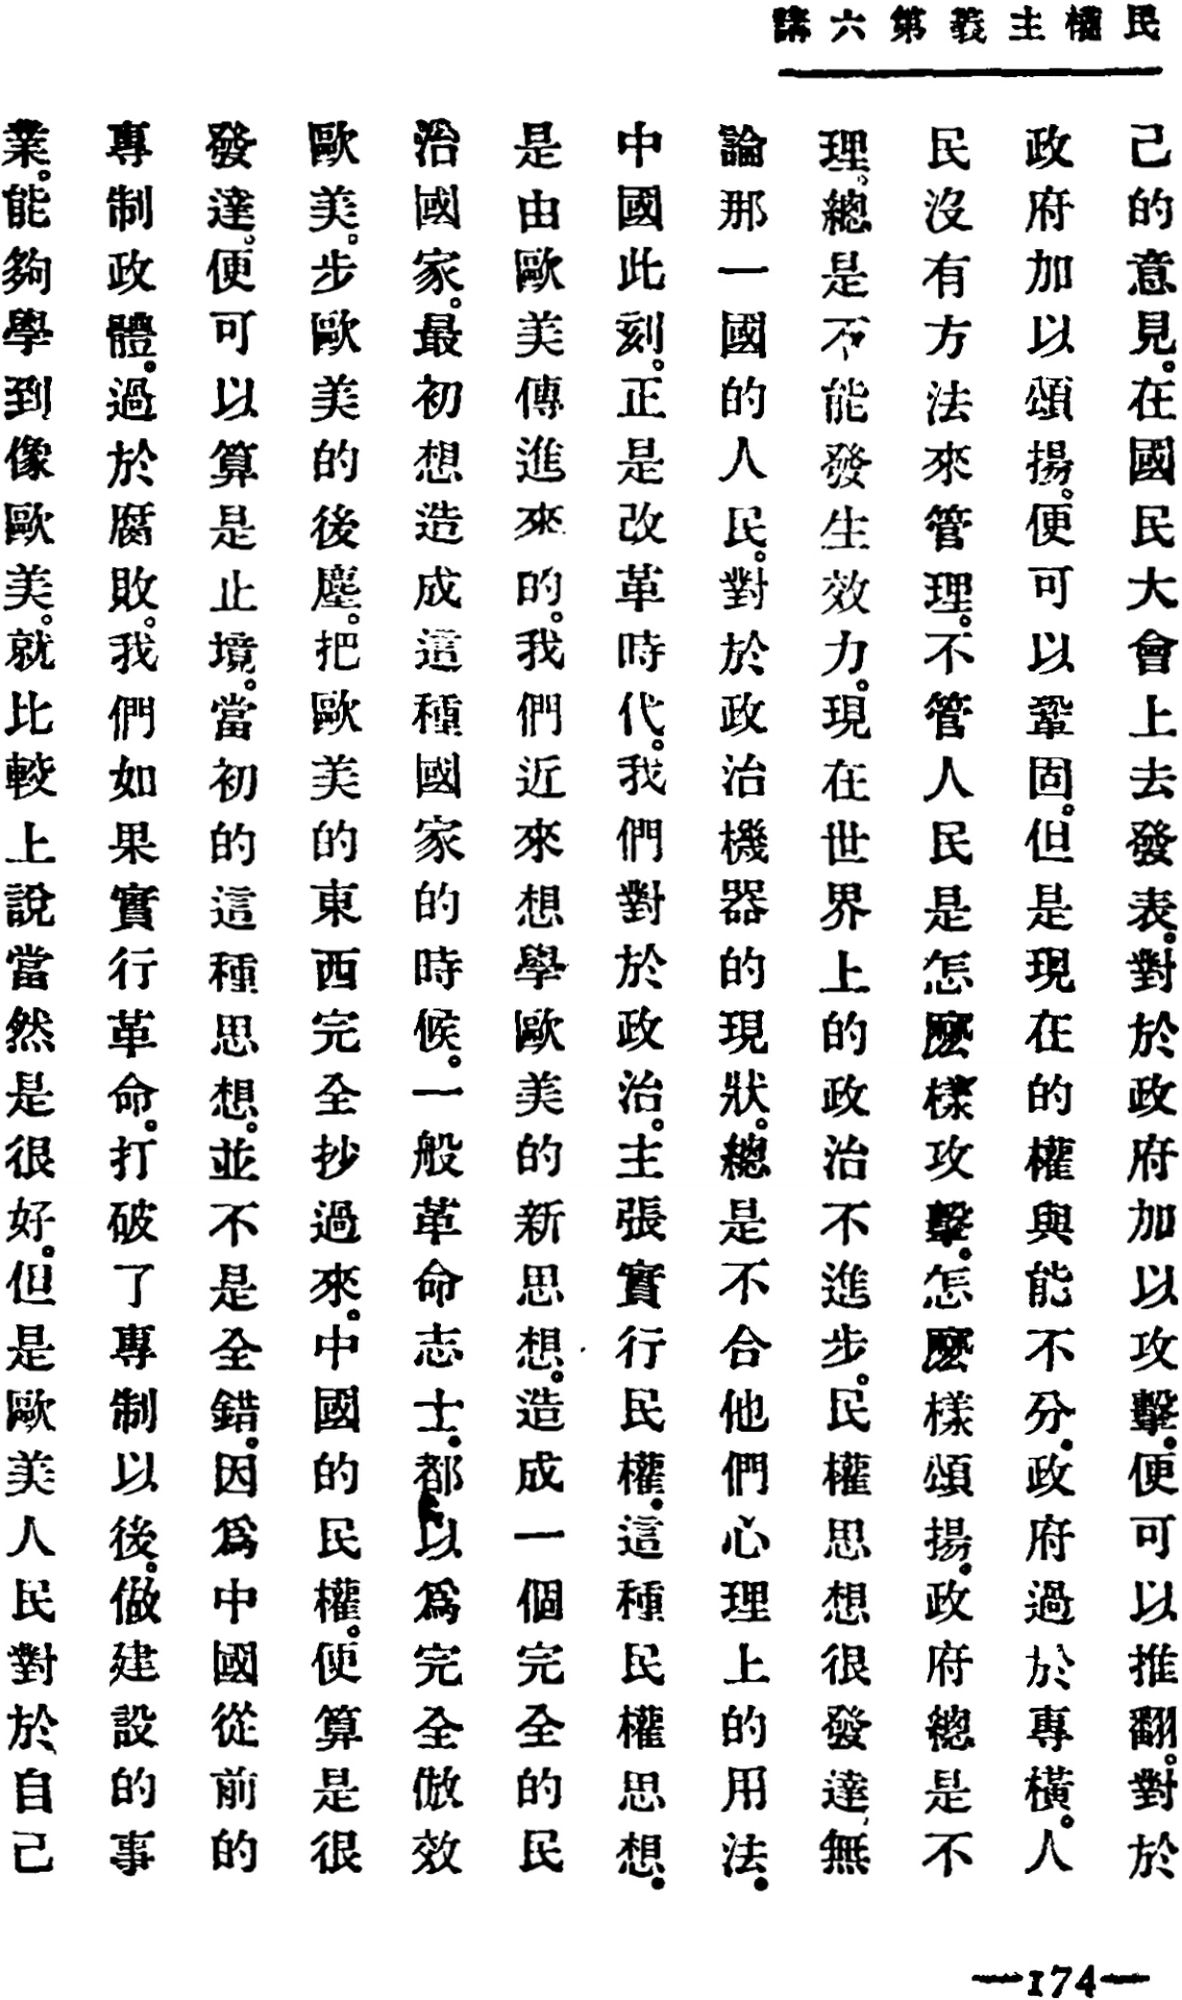 民權主義第六講
己的意見。在國民大會上去發表。對於政府加以攻擊。便可以推翻。對於
政府加以頌揚。便可以鞏固。但是現在的權與能不分。政府過於專橫。人
民沒有方法來管理。不管人民是怎麼樣攻擊。怎麼樣頌揚。政府總是不
理。總是不能發生效力。現在世界上的政治不進步。民權思想很發達。無
論那一國的人民。對於政治機器的現狀。總是不合他們心理上的用法。
中國此刻。正是改革時代。我們對於政治。主張實行民權。這種民權思想。
是由歐美傳進來的。我們近來想學歐美的新思想。造成一個完全的民
治國家。最初想造成這種國家的時候。一般革命志士。都以爲完全倣效
歐美。步歐美的後塵。把歐美的東西完全抄過來。中國的民權。便算是很
發達。便可以算是止境。當初的這種思想。並不是全錯。因爲中國從前的
專制政體。過於腐敗。我們如果實行革命。打破了專制以後。做建設的事
業。能夠學到像歐美。就比較上說當然是很好。但是歐美人民對於自己
—174—